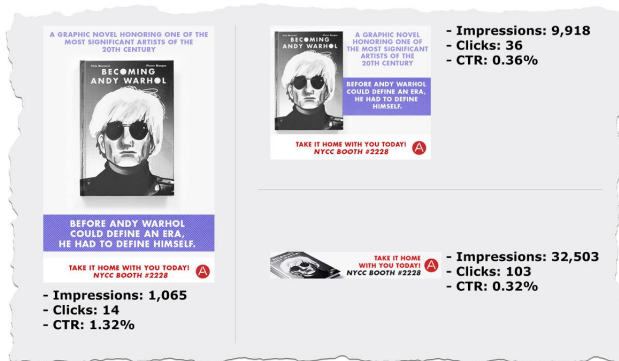 A GRAPHIC NOVEL HONORING ONE OF THE
MOST SIGNIFICANT ARTISTS OF THE
20TH CENTURY
BECOMING
ANDY WARHOL
BEFORE ANDY WARHOL
COULD DEFINE AN ERA,
HE HAD TO DEFINE HIMSELF.
TAKE IT HOME WITH YOU TODAY!
NYCC BOOTH #2228
A
- Impressions: 1,065
- Clicks: 14
- CTR: 1.32%
BECOMING
ANDY WARHOL
A GRAPHIC NOVEL
HONORING ONE OF
THE MOST SIGNIFICANT
ARTISTS OF THE
20TH CENTURY
BEFORE ANDY WARHOL
COULD DEFINE AN ERA,
HE HAD TO DEFINE
HIMSELF.
TAKE IT HOME WITH YOU TODAY!
NYCC BOOTH #2228
A
- Impressions: 9,918
- Clicks: 36
- CTR: 0.36%
TAKE IT HOME
WITH YOU TODAY!
NYCC BOOTH #2228
A
- Impressions: 32,503
- Clicks: 103
- CTR: 0.32%